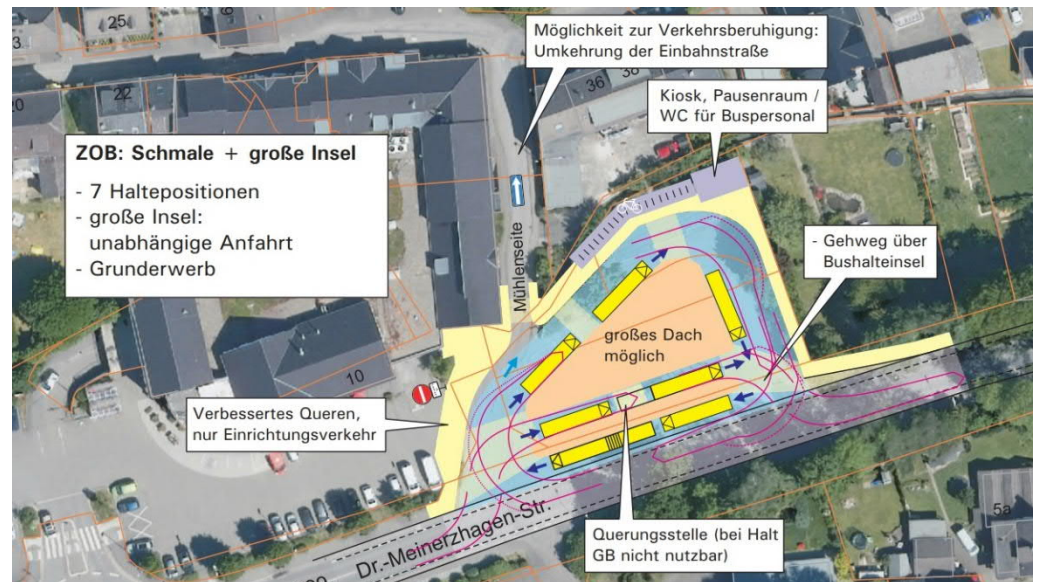 25
Möglichkeit zur Verkehrsberuhigung:
Umkehrung der Einbahnstraße
22
36
38
Kiosk, Pausenraum /
WC für Buspersonal
ZOB: Schmale + große Insel
- 7 Haltepositionen
- große Insel:
unabhängige Anfahrt
- Grunderwerb
Mühlenseite
- Gehweg über
Bushalteinsel
großes Dach
möglich
10
Verbessertes Queren,
nur Einrichtungsverkehr
Querungsstelle (bei Halt
GB nicht nutzbar)
Dr.-Meinerzhagen-Str.
5a